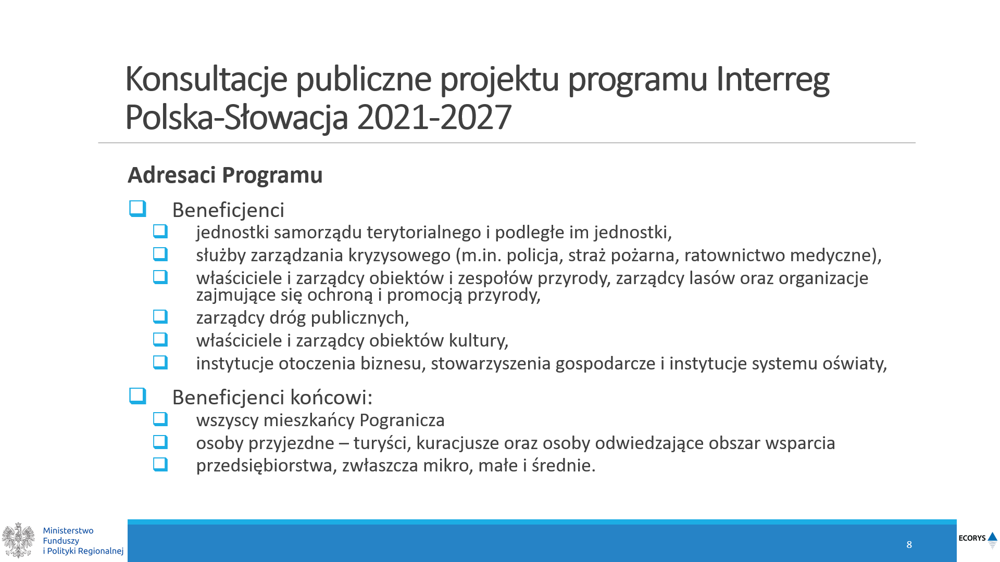 Konsultacje publiczne projektu programu Interreg
Polska-Słowacja 2021-2027
Adresaci Programu
Beneficjenci
jednostki samorządu terytorialnego i podległe im jednostki,
służby zarządzania kryzysowego (m.in. policja, straż pożarna, ratownictwo medyczne),
właściciele i zarządcy obiektów i zespołów przyrody, zarządcy lasów oraz organizacje
zajmujące się ochroną i promocją przyrody,
zarządcy dróg publicznych,
właściciele i zarządcy obiektów kultury,
instytucje otoczenia biznesu, stowarzyszenia gospodarcze i instytucje systemu oświaty,
Beneficjenci końcowi:
wszyscy mieszkańcy Pogranicza
osoby przyjezdne – turyści, kuracjusze oraz osoby odwiedzające obszar wsparcia
przedsiębiorstwa, zwłaszcza mikro, małe i średnie.
Ministerstwo
Funduszy
i Polityki Regionalnej
8
ECORYS